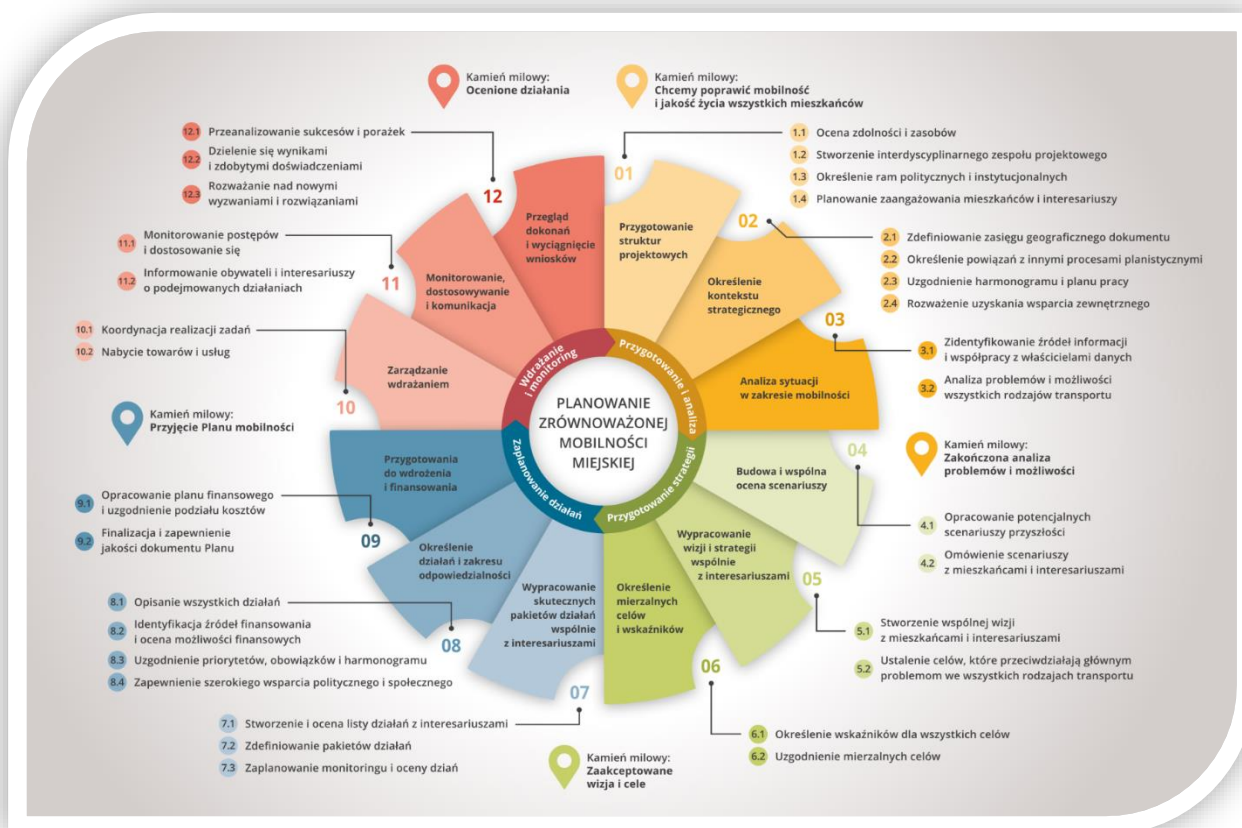 Kamień milowy:
Ocenione działania
Kamień milowy:
Chcemy poprawić mobilność
i jakość życia wszystkich mieszkańców
12.1 Przeanalizowanie sukcesów i porażek
12.2 Dzielenie się wynikami
i zdobytymi doświadczeniami
12.3 Rozważanie nad nowymi
wyzwaniami i rozwiązaniami
1.1 Ocena zdolności i zasobów
1.2 Stworzenie interdyscyplinarnego zespołu projektowego
1.3 Określenie ram politycznych i instytucjonalnych
1.4 Planowanie zaangażowania mieszkańców i interesariuszy
12
Przegląd
dokonań
i wyciągnięcie
wniosków
01
Przygotowanie
struktur
projektowych
02
Określenie
kontekstu
strategicznego
2.1 Zdefiniowanie zasięgu geograficznego dokumentu
2.2 Określenie powiązań z innymi procesami planistycznymi
2.3 Uzgodnienie harmonogramu i planu pracy
2.4 Rozważenie uzyskania wsparcia zewnętrznego
11.1 Monitorowanie postępów
i dostosowanie się
11.2 Informowanie obywateli i interesariuszy
o podejmowanych działaniach
11
Monitorowanie,
dostosowywanie
i komunikacja
03
Analiza sytuacji
w zakresie mobilności
3.1 Zidentyfikowanie źródeł informacji
i współpracy z właścicielami danych
3.2 Analiza problemów i możliwości
wszystkich rodzajów transportu
10.1 Koordynacja realizacji zadań
10.2 Nabycie towarów i usług
10
Zarządzanie
wdrażaniem
Wdrażanie
i monitoring
Przygotowanie i analiza
PLANOWANIE
ZRÓWNOWAŻONEJ
MOBILNOŚCI
MIEJSKIEJ
Zaplanowanie działań
Przygotowanie strategii
Kamień milowy:
Przyjęcie Planu mobilności
Kamień milowy:
Zakończona analiza
problemów i możliwości
04
Budowa i wspólna
ocena scenariuszy
4.1 Opracowanie potencjalnych
scenariuszy przyszłości
4.2 Omówienie scenariuszy
z mieszkańcami i interesariuszami
Przygotowania
do wdrożenia
i finansowania
09
9.1 Opracowanie planu finansowego
i uzgodnienie podziału kosztów
9.2 Finalizacja i zapewnienie
jakości dokumentu Planu
Określenie
działań i zakresu
odpowiedzialności
08
8.1 Opisanie wszystkich działań
8.2 Identyfikacja źródeł finansowania
i ocena możliwości finansowych
8.3 Uzgodnienie priorytetów, obowiązków i harmonogramu
8.4 Zapewnienie szerokiego wsparcia politycznego i społecznego
Wypracowanie
wizji i strategii
wspólnie
z interesariuszami
05
5.1 Stworzenie wspólnej wizji
z mieszkańcami i interesariuszami
5.2 Ustalenie celów, które przeciwdziałają głównym
problemom we wszystkich rodzajach transportu
Wypracowanie
skutecznych
pakietów działań
wspólnie
z interesariuszami
07
Określenie
mierzalnych
celów
i wskaźników
06
7.1 Stworzenie i ocena listy działań z interesariuszami
7.2 Zdefiniowanie pakietów działań
7.3 Zaplanowanie monitoringu i oceny dziań
6.1 Określenie wskaźników dla wszystkich celów
6.2 Uzgodnienie mierzalnych celów
Kamień milowy:
Zaakceptowane
wizja i cele